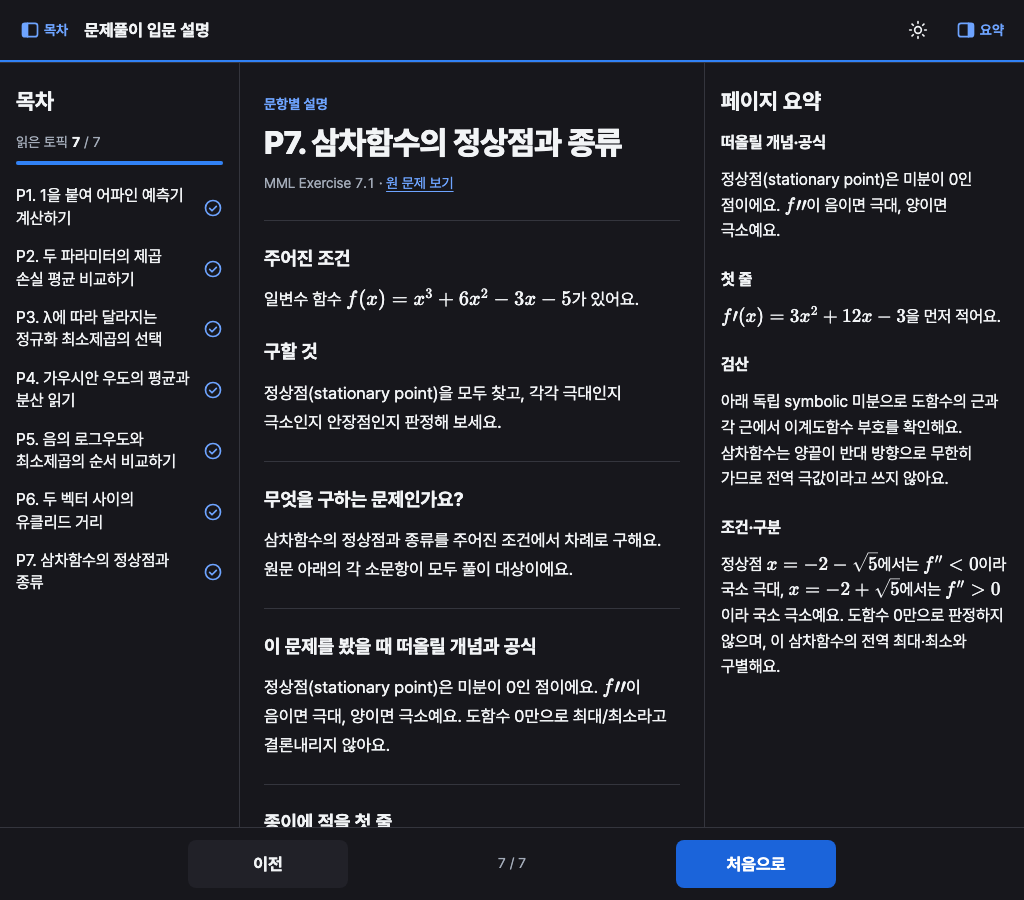 목차
문제풀이 입문 설명
요약
목차
읽은 토픽 7 / 7
P1. 1을 붙여 어파인 예측기
계산하기
P2. 두 파라미터의 제곱
손실 평균 비교하기
P3. λ에 따라 달라지는
정규화 최소제곱의 선택
P4. 가우시안 우도의 평균과
분산 읽기
P5. 음의 로그우도와
최소제곱의 순서 비교하기
P6. 두 벡터 사이의
유클리드 거리
P7. 삼차함수의 정상점과
종류
문항별 설명
P7. 삼차함수의 정상점과 종류
MML Exercise 7.1 · 원 문제 보기
주어진 조건
일변수 함수 f(x) = x³ + 6x² − 3x − 5가 있어요.
구할 것
정상점(stationary point)을 모두 찾고, 각각 극대인지
극소인지 안장점인지 판정해 보세요.
무엇을 구하는 문제인가요?
삼차함수의 정상점과 종류를 주어진 조건에서 차례로 구해요.
원문 아래의 각 소문항이 모두 풀이 대상이에요.
이 문제를 봤을 때 떠올릴 개념과 공식
정상점(stationary point)은 미분이 0인 점이에요. f′′이
음이면 극대, 양이면 극소예요. 도함수 0만으로 최대/최소라고
결론내리지 않아요.
종이에 적을 첫 줄
페이지 요약
떠올릴 개념·공식
정상점(stationary point)은 미분이 0인
점이에요. f′′이 음이면 극대, 양이면
극소예요.
첫 줄
f′(x) = 3x² + 12x − 3을 먼저 적어요.
검산
아래 독립 symbolic 미분으로 도함수의 근과
각 근에서 이계도함수 부호를 확인해요.
삼차함수는 양끝이 반대 방향으로 무한히
가므로 전역 극값이라고 쓰지 않아요.
조건·구분
정상점 x = −2 − √5에서는 f″ < 0이라
국소 극대, x = −2 + √5에서는 f″ > 0
이라 국소 극소예요. 도함수 0만으로 판정하지
않으며, 이 삼차함수의 전역 최대·최소와
구별해요.
이전
7 / 7
처음으로